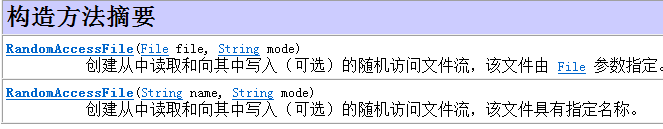 构造方法摘要
RandomAccessFile(File file, String mode)
创建从中读取和向其中写入（可选）的随机访问文件流，该文件由 File 参数指定。
RandomAccessFile(String name, String mode)
创建从中读取和向其中写入（可选）的随机访问文件流，该文件具有指定名称。